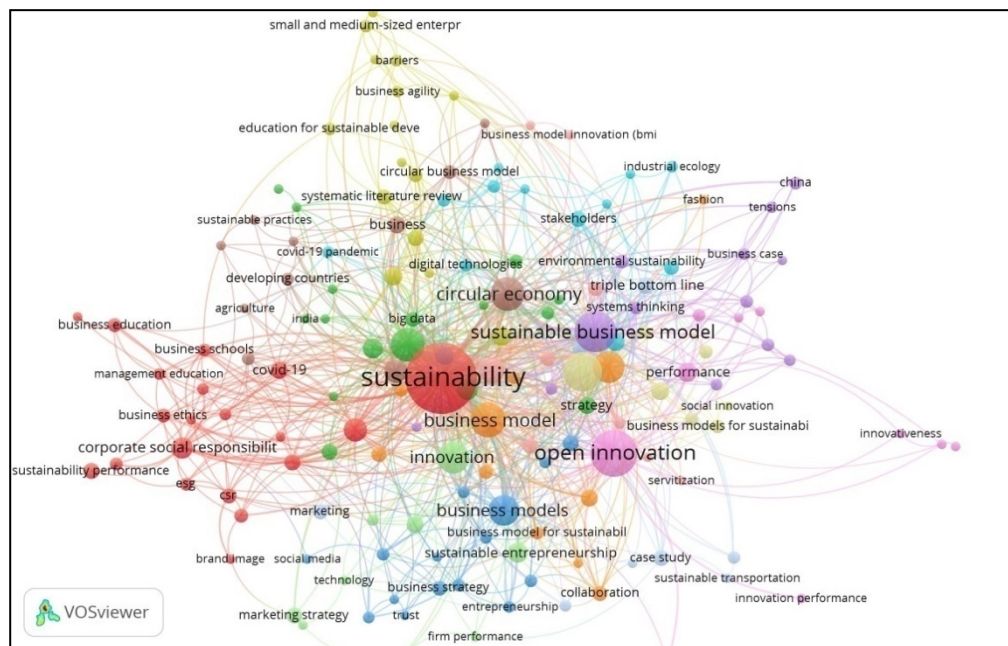 small and medium-sized enterpr
barriers
business agility
education for sustainable deve
business model innovation (bmi
circular business model
industrial ecology
china
systematic literature review
fashion
tensions
sustainable practices
business
stakeholders
covid-19 pandemic
digital technologies
environmental sustainability
business case
developing countries
circular economy
triple bottom line
agriculture
systems thinking
india
big data
sustainable business model
business education
business schools
management education
covid-19
sustainability
performance
strategy
social innovation
business ethics
business model
business models for sustainabi
innovativeness
corporate social responsibilit
innovation
open innovation
sustainability performance
esg
servitization
csr
marketing
business models
business model for sustainabil
brand image
social media
sustainable entrepreneurship
case study
technology
business strategy
sustainable transportation
collaboration
innovation performance
marketing strategy
trust
entrepreneurship
firm performance
VOSviewer